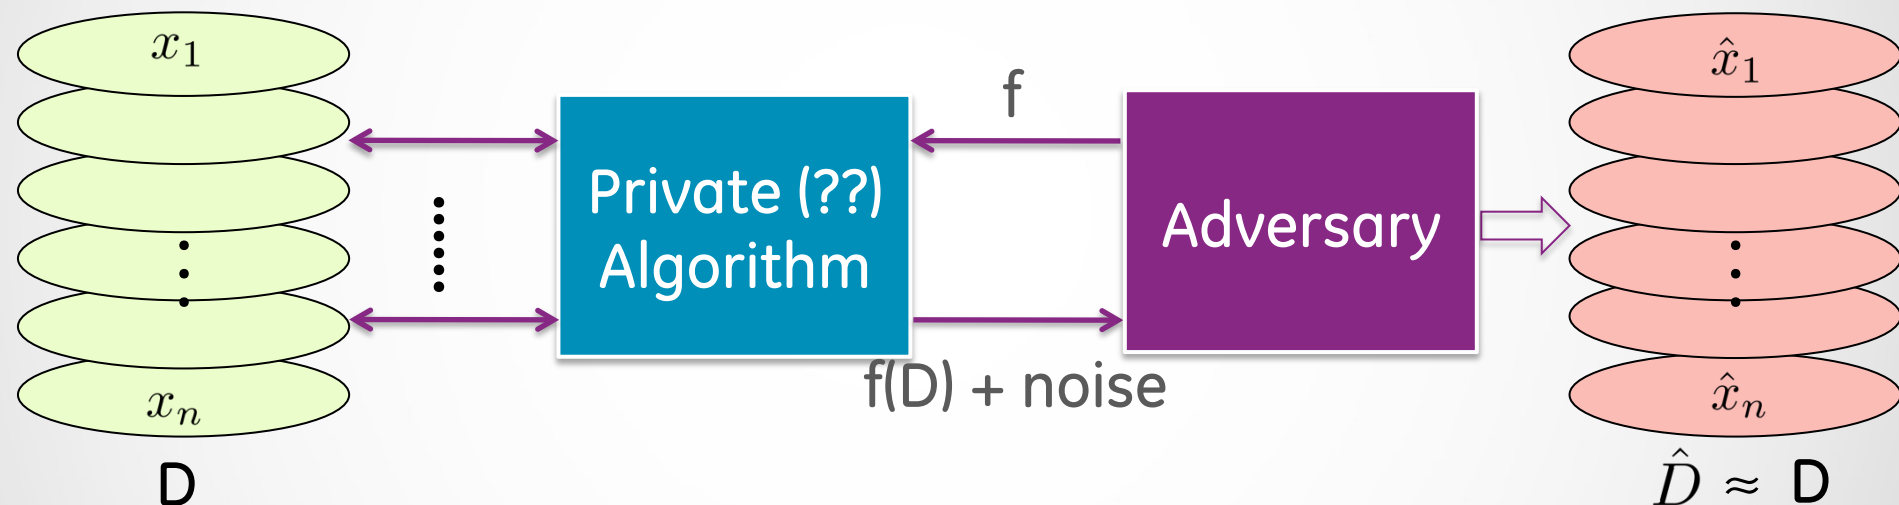 x₁
xₙ
D
Private (??)
Algorithm
f
f(D) + noise
Adversary
x̂₁
x̂ₙ
D̂ ≈ D